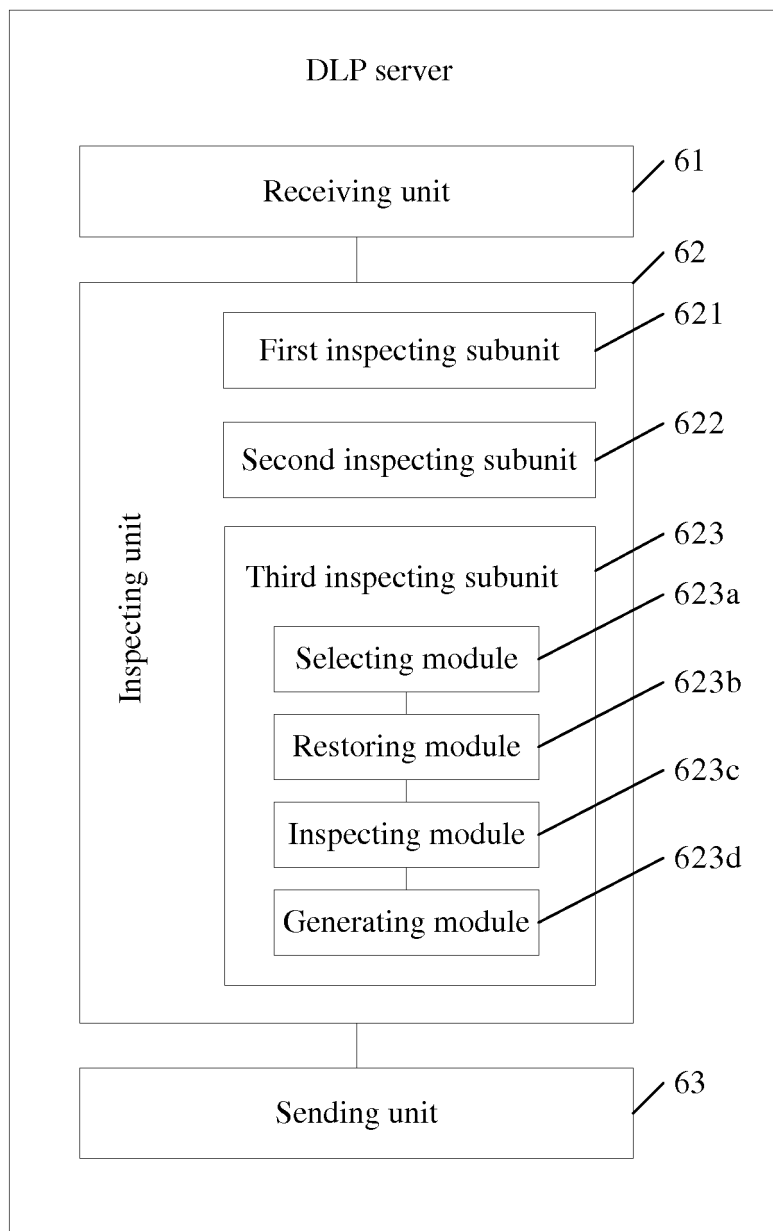 DLP server
Receiving unit
61
62
Inspecting unit
First inspecting subunit
621
Second inspecting subunit
622
Third inspecting subunit
623
Selecting module
623a
Restoring module
623b
Inspecting module
623c
Generating module
623d
Sending unit
63